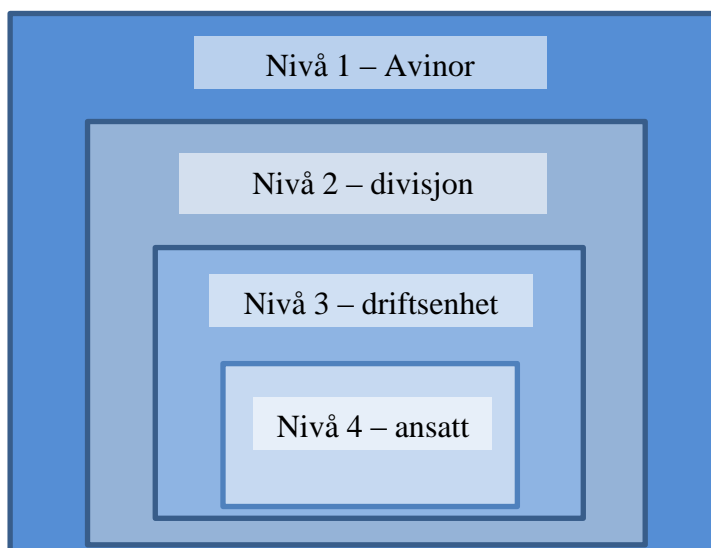 Nivå 1 – Avinor
Nivå 2 – divisjon
Nivå 3 – driftsenhet
Nivå 4 – ansatt